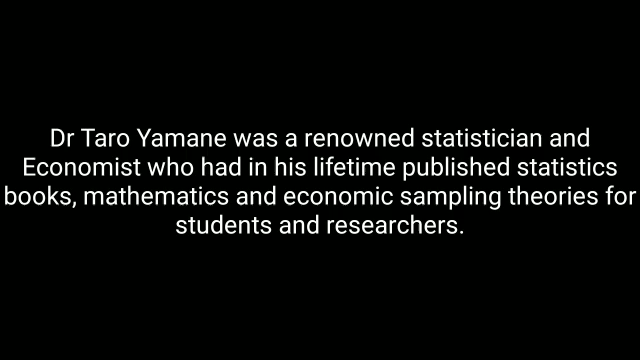 Dr Taro Yamane was a renowned statistician and
Economist who had in his lifetime published statistics
books, mathematics and economic sampling theories for
students and researchers.